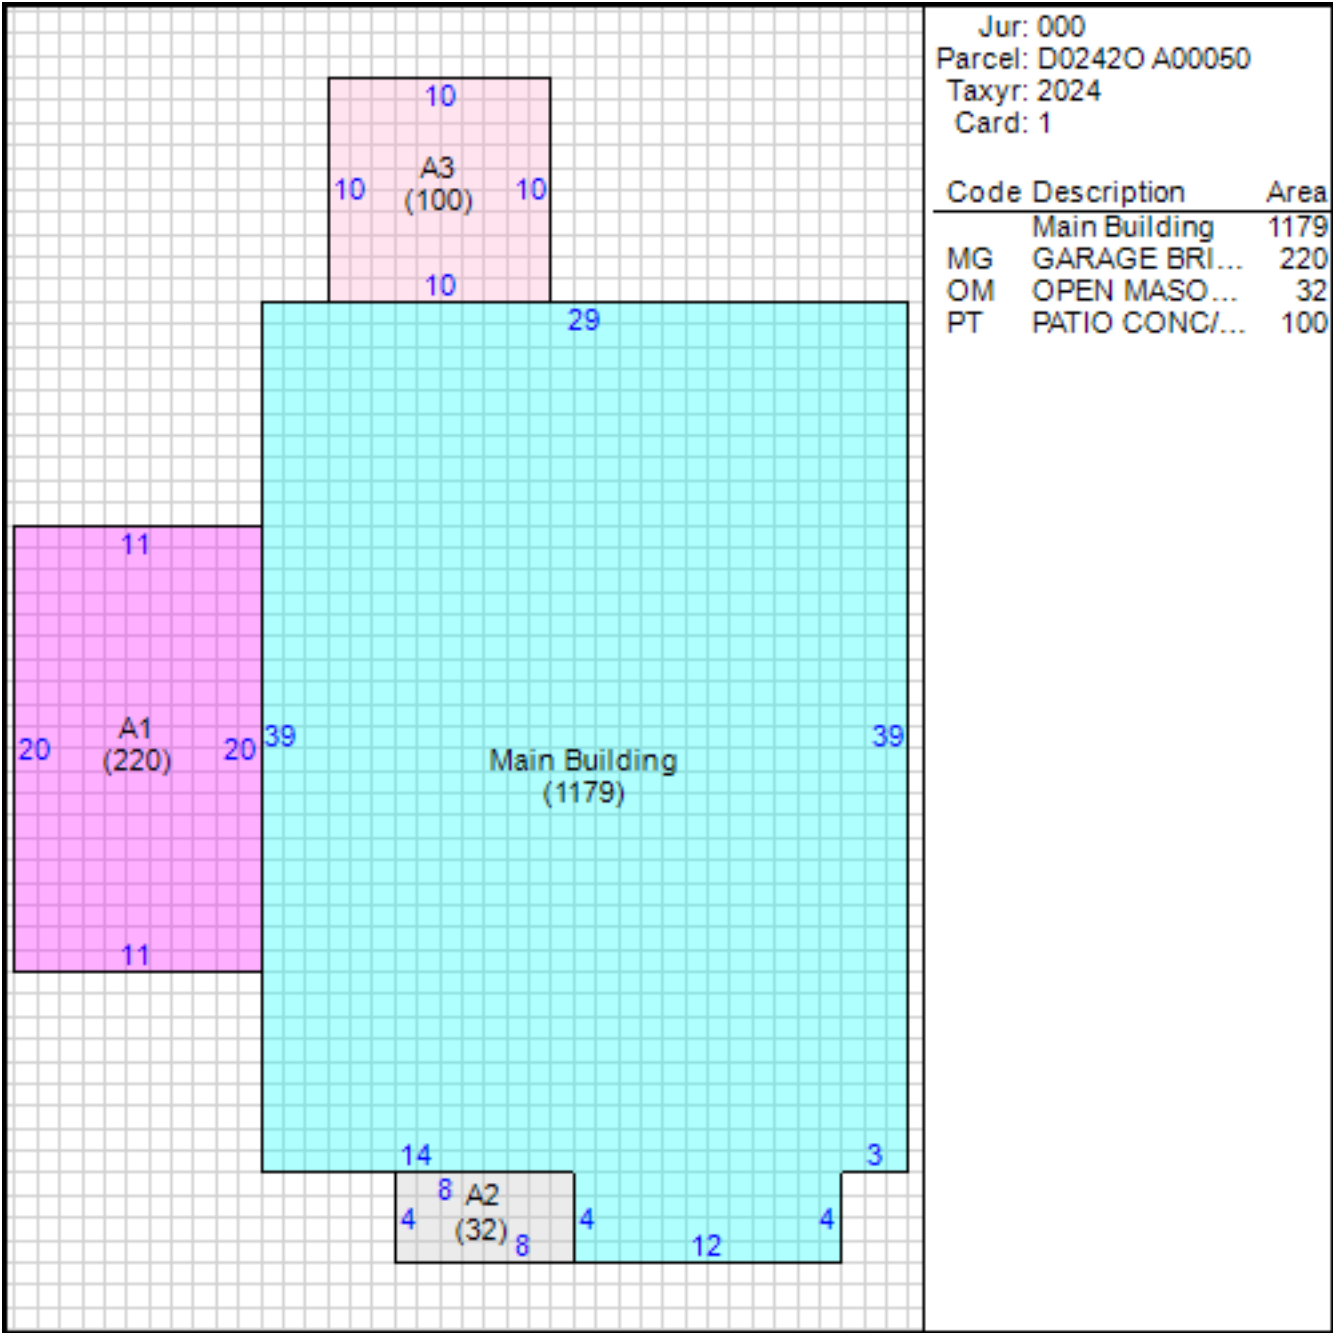 Jur: 000
Parcel: D0242O A00050
Taxyr: 2024
Card: 1
Code Description Area
Main Building 1179
MG GARAGE BRI... 220
OM OPEN MASO... 32
PT PATIO CONC/... 100
10
A3
10 10
(100)
10
29
11
A1
20 20
(220)
11
39 39
Main Building
(1179)
14 3
8 A2
4 4 4
(32)
8 12